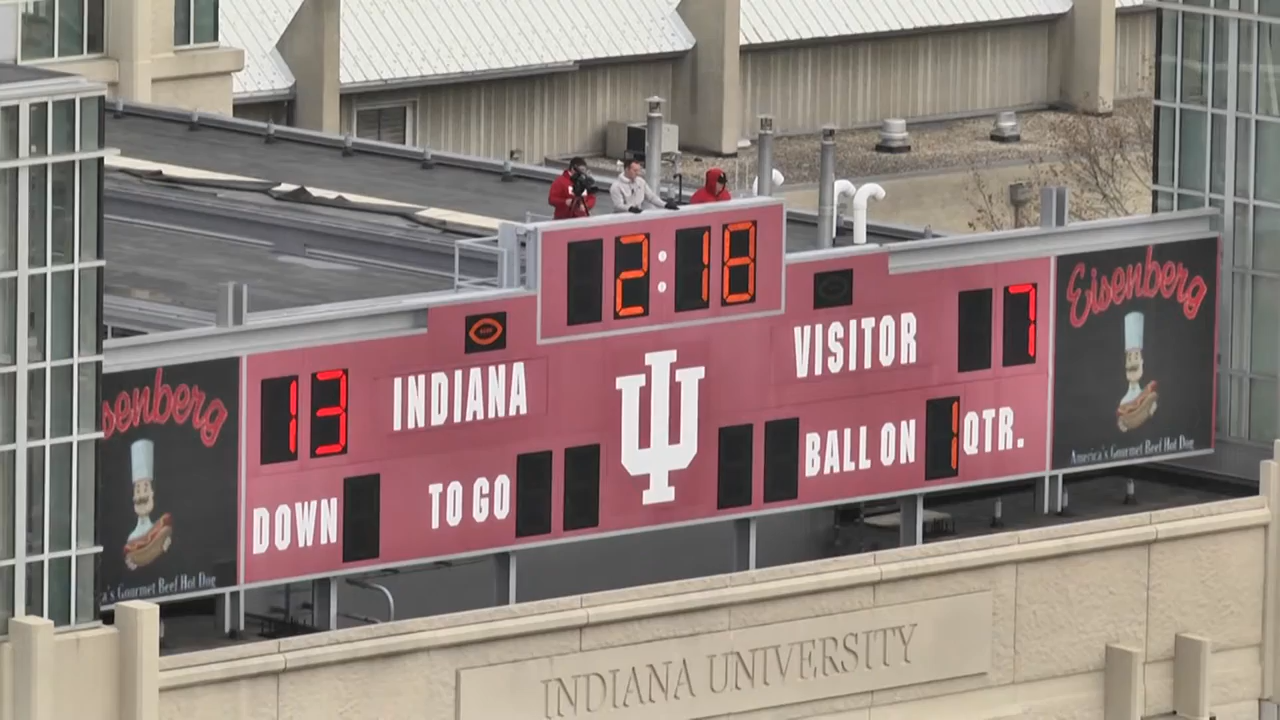 2:18
Eisenberg
America's Gourmet Beef Hot Dog
VISITOR 7
13 INDIANA
IU
BALL ON 1 QTR.
DOWN TO GO
senberg
a's Gourmet Beef Hot Dog
INDIANA UNIVERSITY